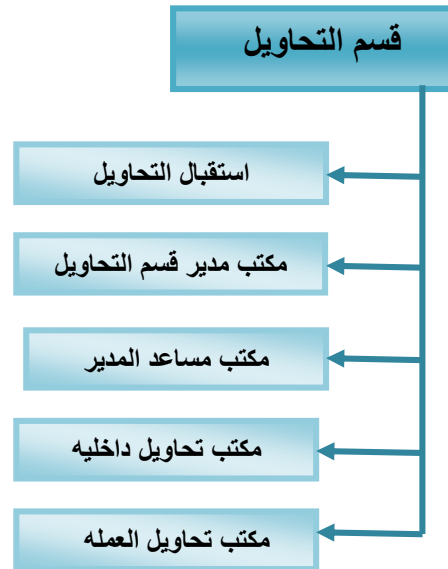 قسم التحاويل
استقبال التحاويل
مكتب مدير قسم التحاويل
مكتب مساعد المدير
مكتب تحاويل داخليه
مكتب تحاويل العمله